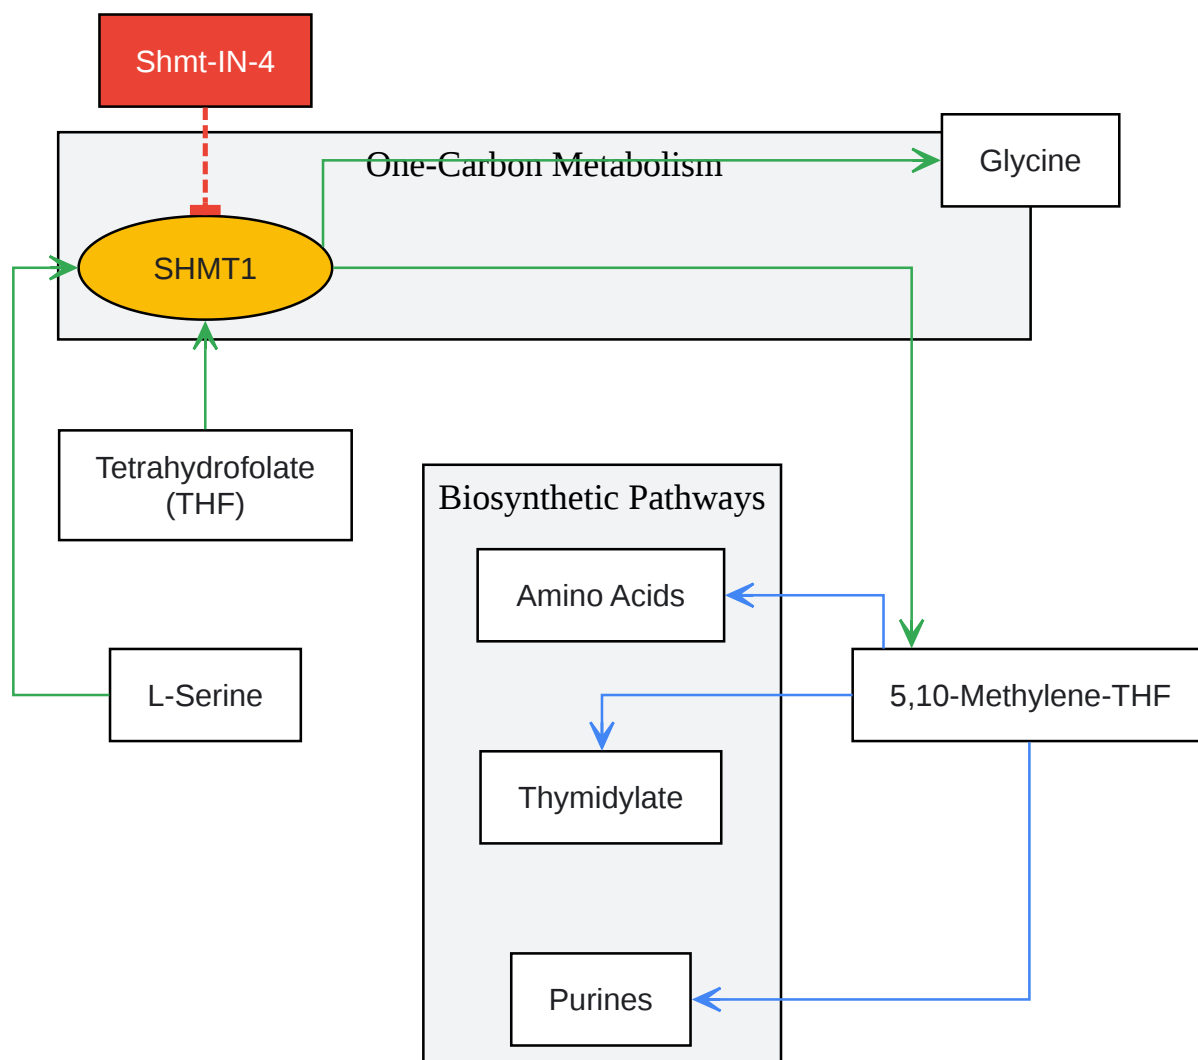 Shmt-IN-4
One-Carbon Metabolism
Glycine
SHMT1
Tetrahydrofolate
(THF)
Biosynthetic Pathways
Amino Acids
L-Serine
5,10-Methylene-THF
Thymidylate
Purines